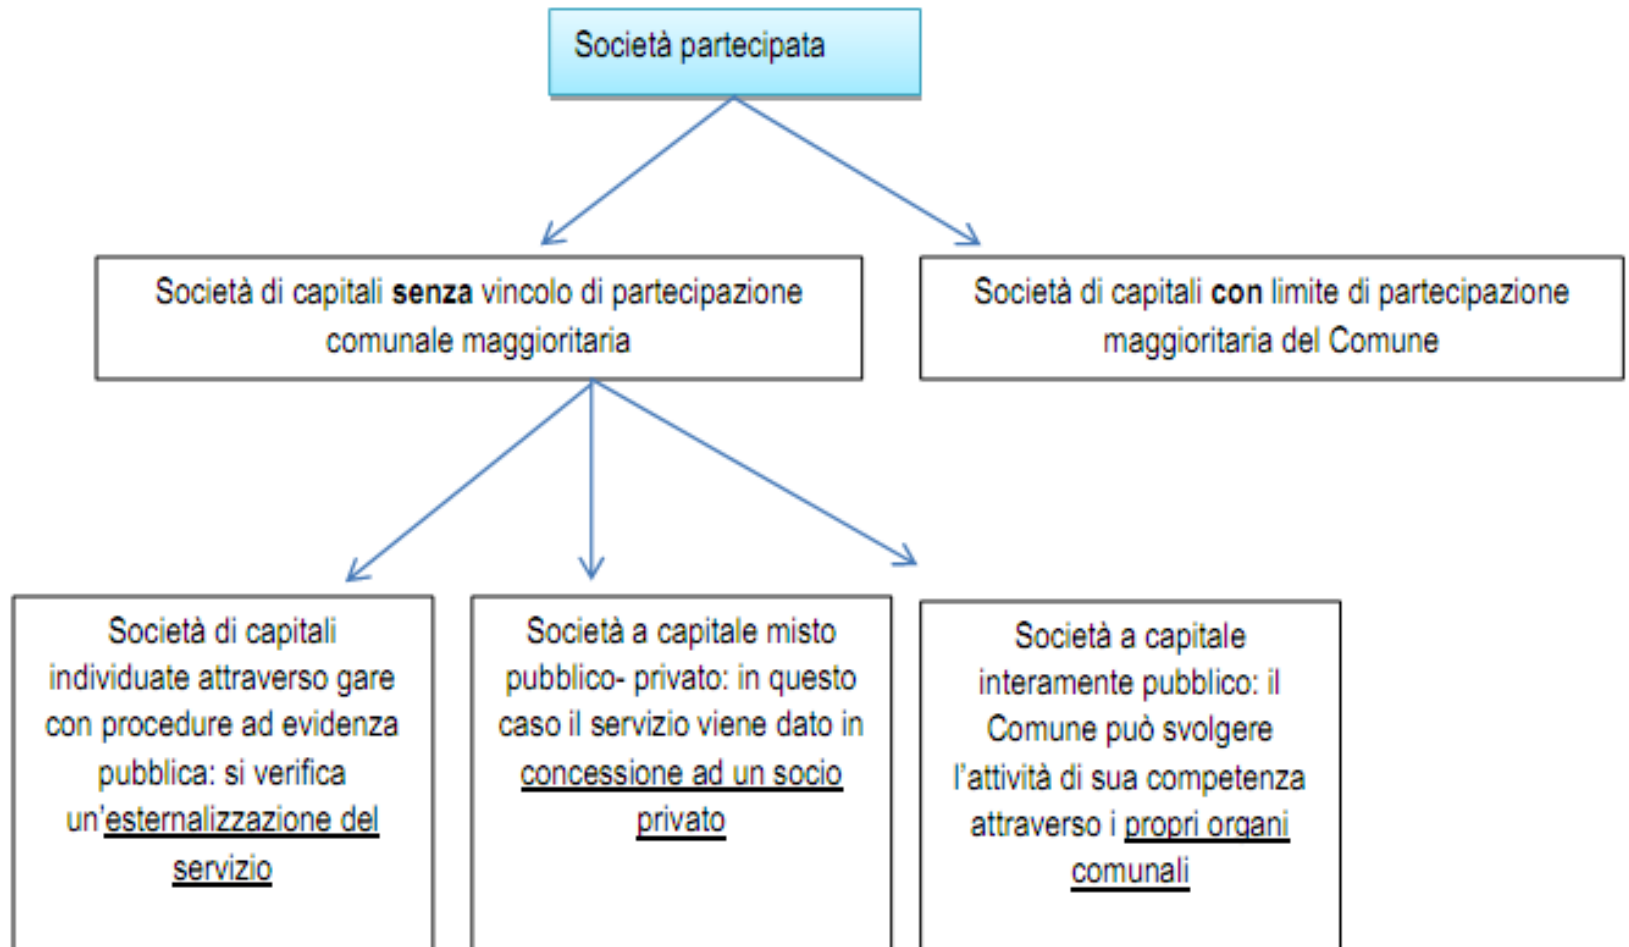 Società partecipata
Società di capitali senza vincolo di partecipazione
comunale maggioritaria
Società di capitali con limite di partecipazione
maggioritaria del Comune
Società di capitali
individuate attraverso gare
con procedure ad evidenza
pubblica: si verifica
un'esternalizzazione del
servizio
Società a capitale misto
pubblico- privato: in questo
caso il servizio viene dato in
concessione ad un socio
privato
Società a capitale
interamente pubblico: il
Comune può svolgere
l'attività di sua competenza
attraverso i propri organi
comunali